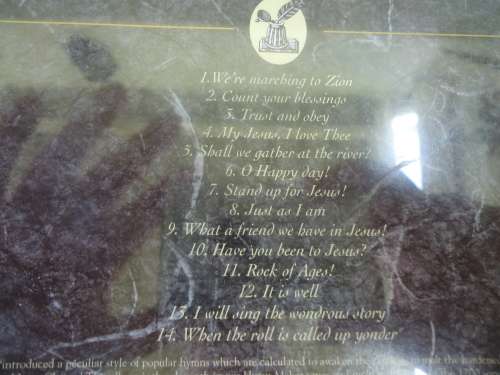 1. We're marching to Zion
2. Count your blessings
3. Trust and obey
4. My Jesus, I love Thee
5. Shall we gather at the river?
6. O Happy day!
7. Stand up for Jesus!
8. Just as I am
9. What a friend we have in Jesus!
10. Have you been to Jesus?
11. Rock of Ages!
12. It is well
13. I will sing the wondrous story
14. When the roll is called up yonder
introduced a peculiar style of popular hymns which are calculated to awaken the